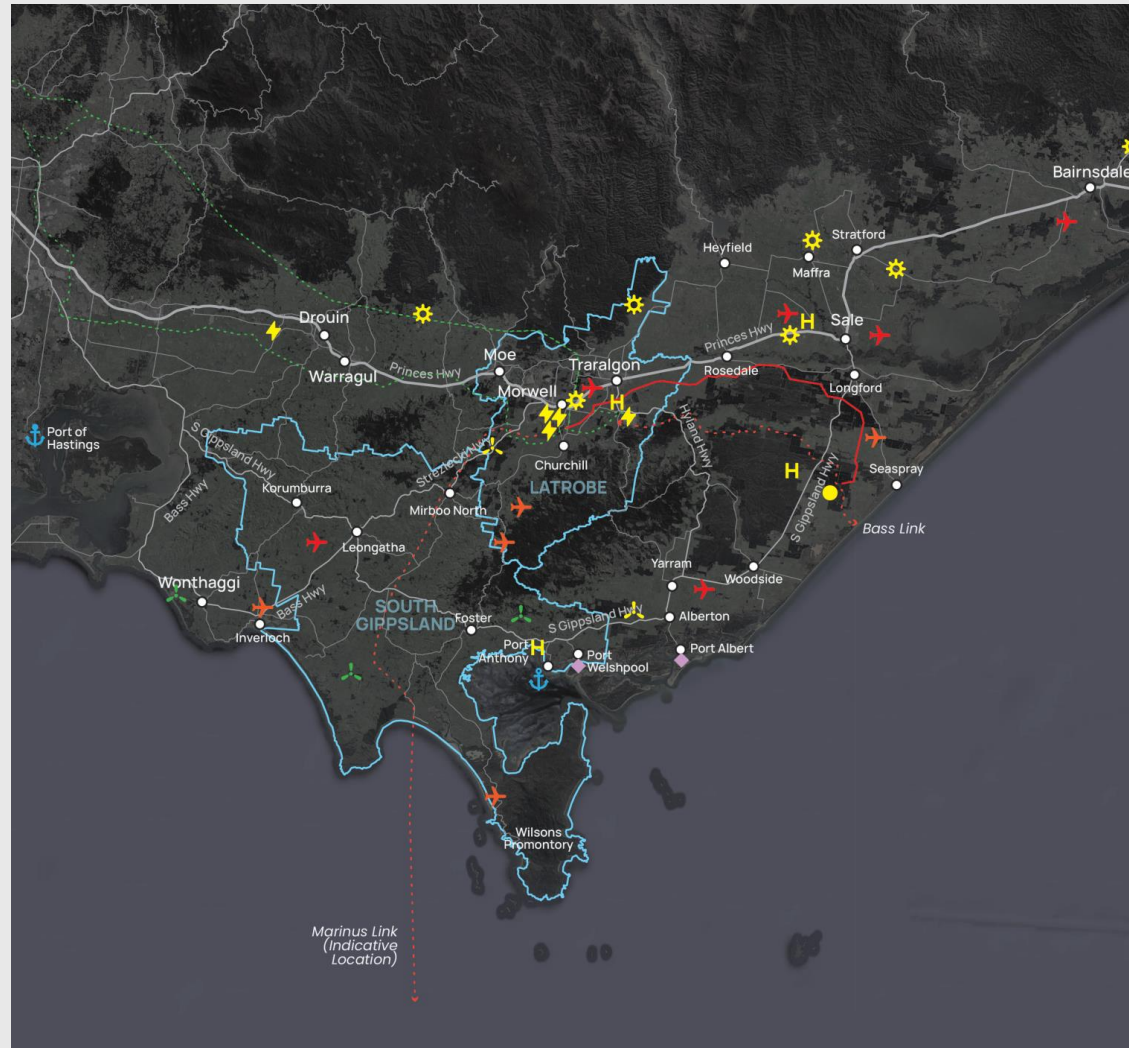 Bairnsdale
Stratford
Heyfield
Maffra
Drouin
Sale
Princes Hwy
Moe
Rosedale
Warragul
Princes Hwy
Traralgon
Longford
Morwell
Port of
Hastings
S Gippsland Hwy
Hyland Hwy
Strezlecki Hwy
Churchill
Seaspray
Bass Hwy
Korumburra
LATROBE
S Gippsland Hwy
Mirboo North
Bass Link
Leongatha
Yarram
Woodside
Wonthaggi
Bass Hwy
SOUTH
GIPPSLAND
Foster
S Gippsland Hwy
Alberton
Inverloch
H
H
H
H
Port
Anthony
Port
Welshpool
Port Albert
Wilsons
Promontory
Marinus Link
(Indicative
Location)